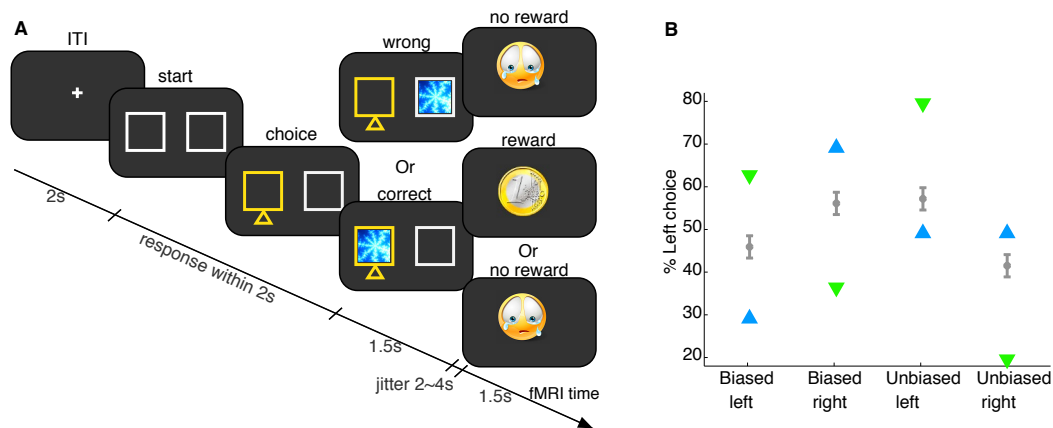 A
ITI
start
choice
wrong
Or
correct
no reward
reward
Or
no reward
2s
response within 2s
1.5s
jitter 2~4s
1.5s
fMRI time
B
% Left choice
80
70
60
50
40
30
20
Biased left
Biased right
Unbiased left
Unbiased right